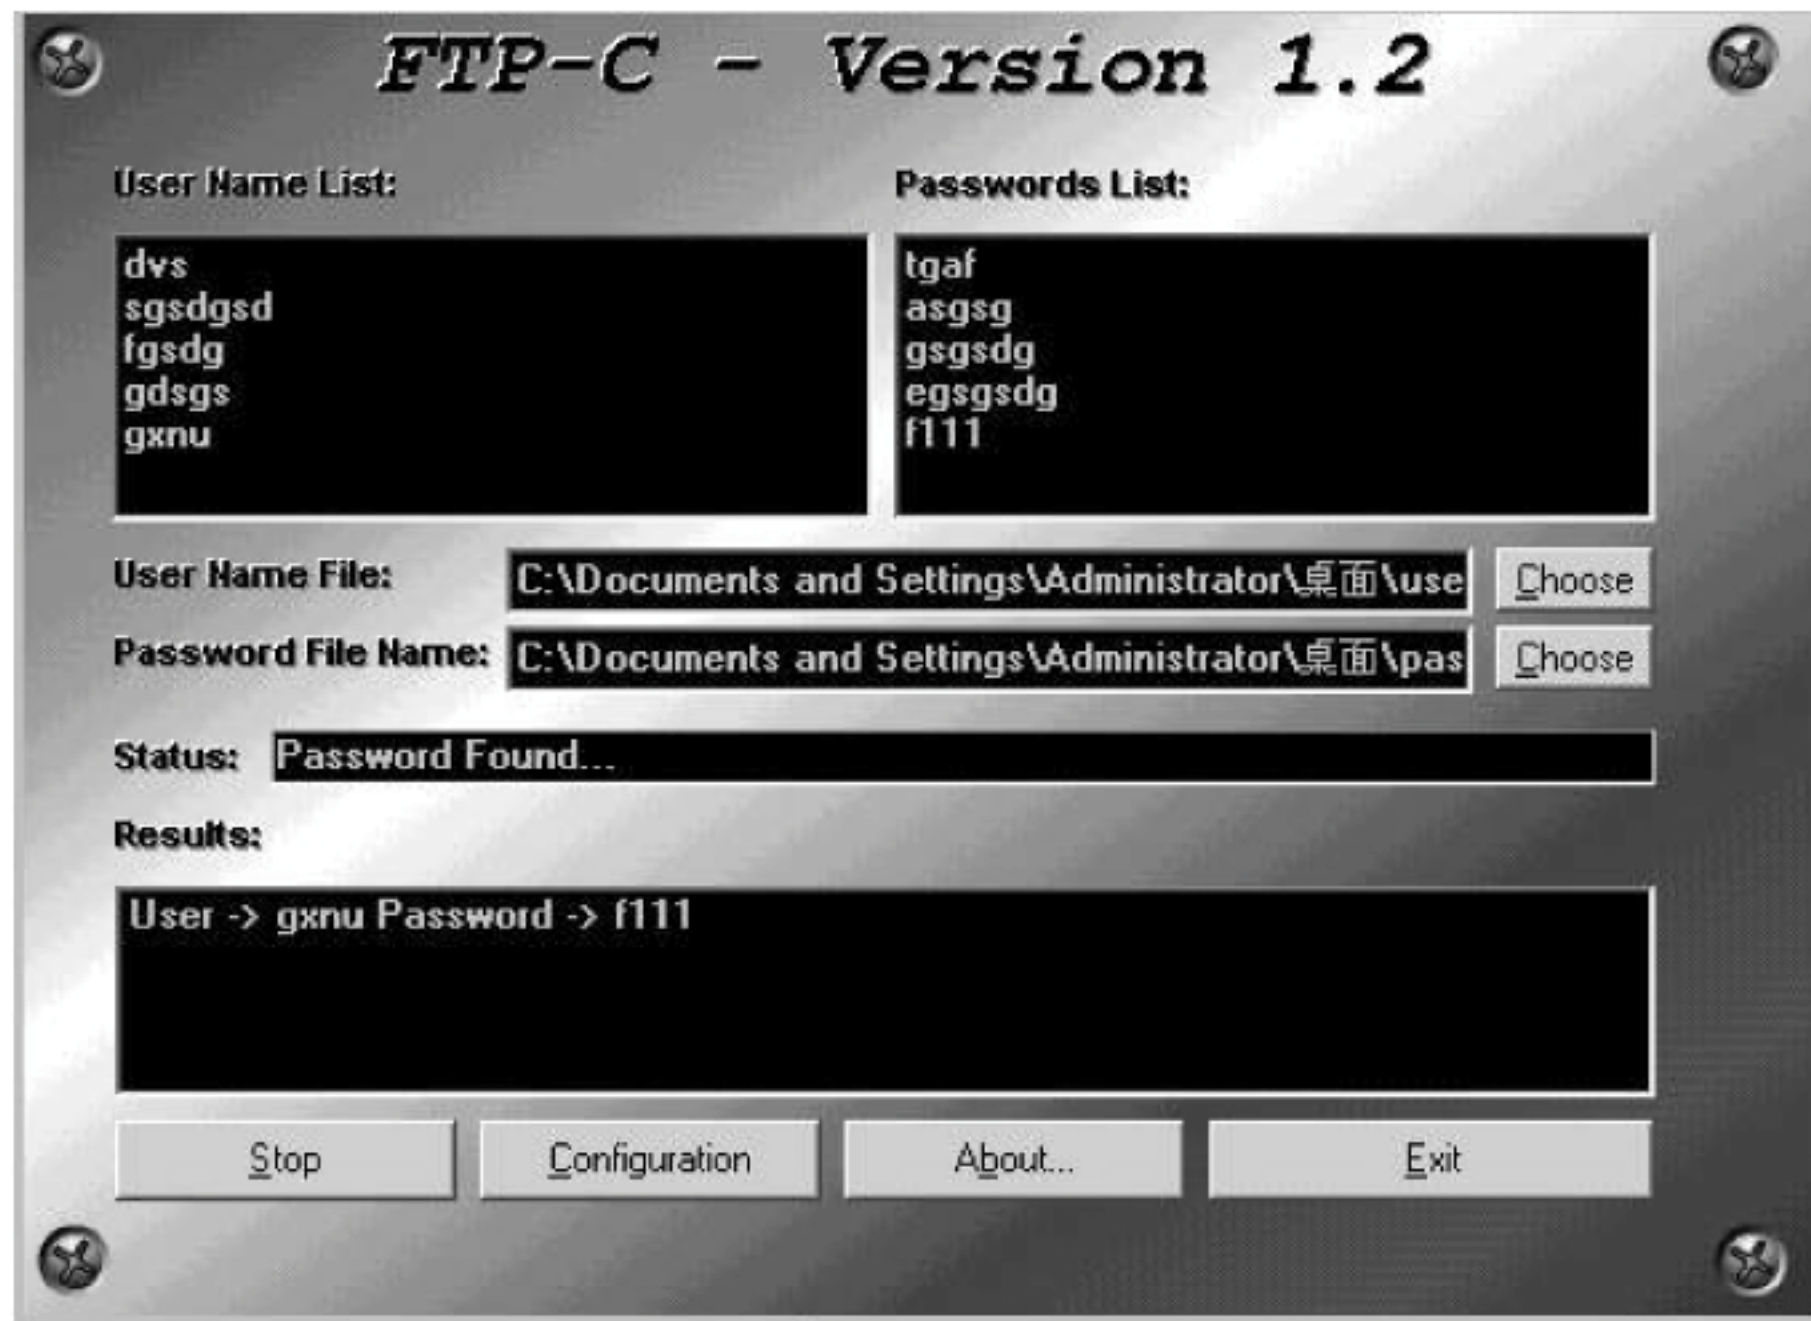 FTP-C - Version 1.2
User Name List:
dvs
sgsdgsd
fgsdg
gdsgs
gxnu
Passwords List:
tgaf
asgsg
gsgsdg
egsgsdg
f111
User Name File:
C:\Documents and Settings\Administrator\桌面\use
Choose
Password File Name:
C:\Documents and Settings\Administrator\桌面\pas
Choose
Status:
Password Found...
Results:
User -> gxnu Password -> f111
Stop
Configuration
About...
Exit